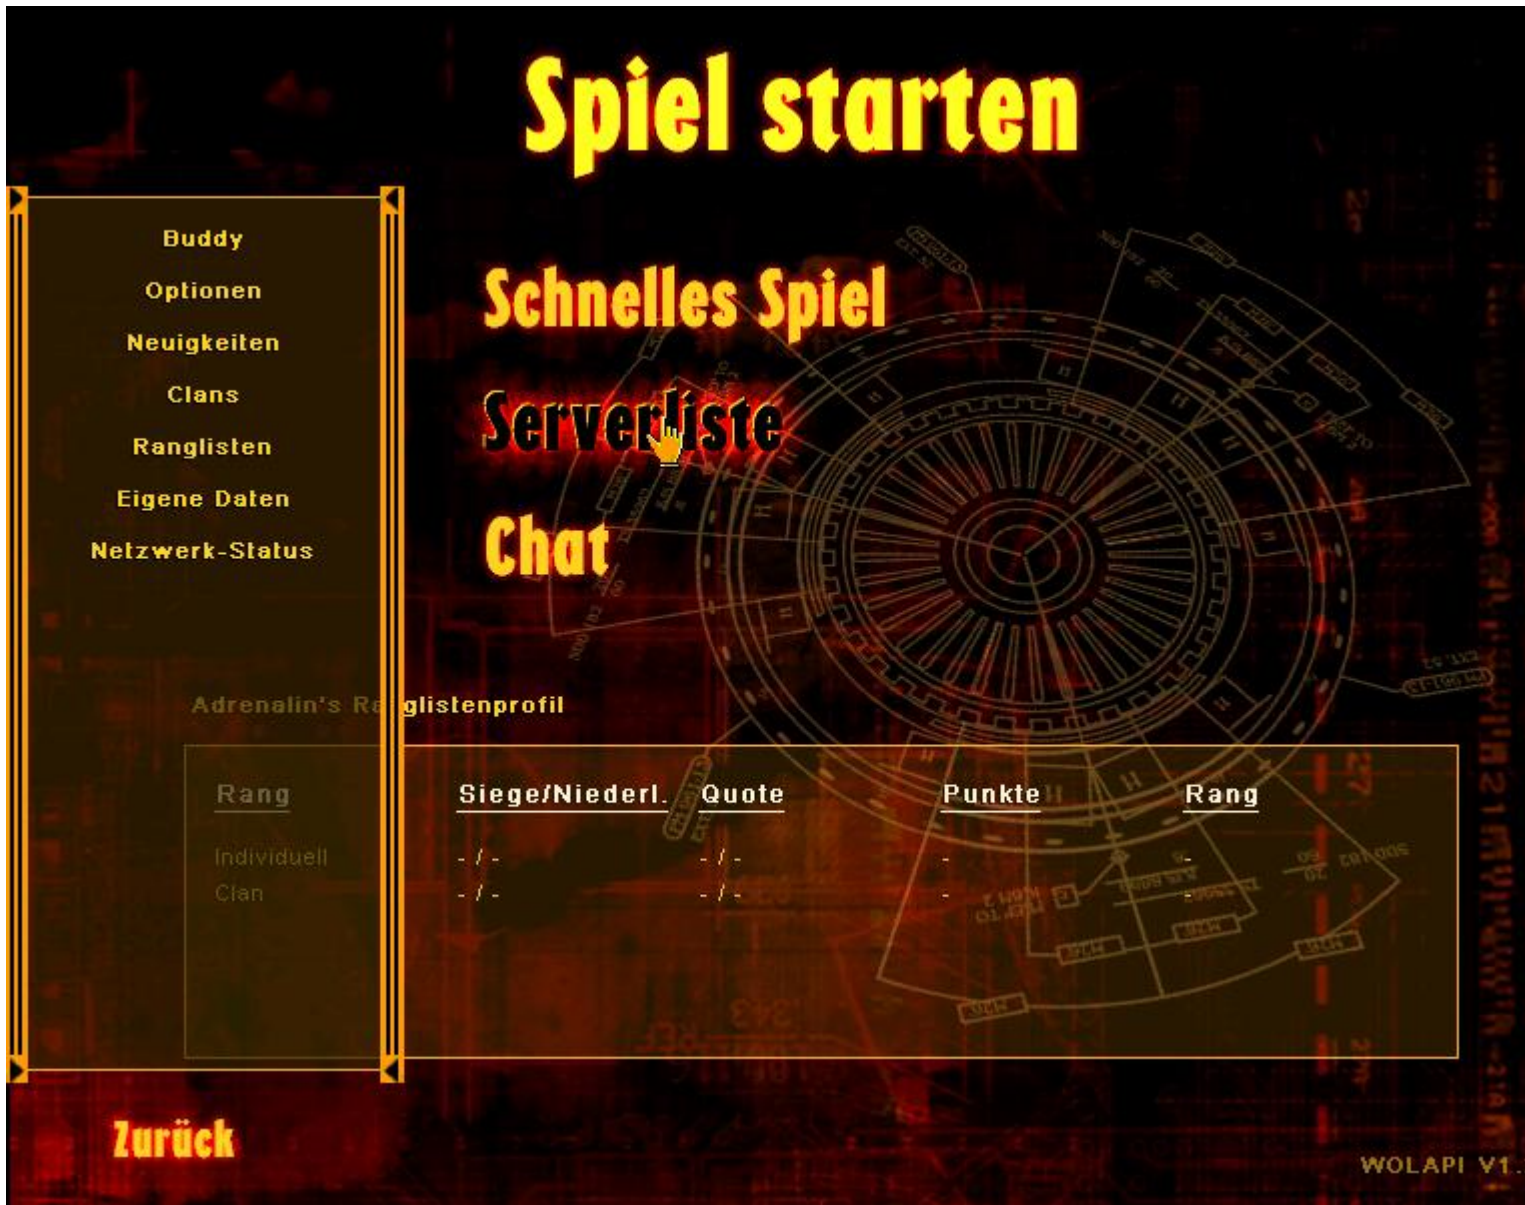 Spiel starten
Buddy
Optionen
Neuigkeiten
Clans
Ranglisten
Eigene Daten
Netzwerk-Status
Schnelles Spiel
Serverliste
Chat
Adrenalin's Ranglistenprofil
Rang Siege/Niederl. Quote Punkte Rang
Individuell - / - - / - - -
Clan - / - - / - - -
Zurück
WOLAPI V1.